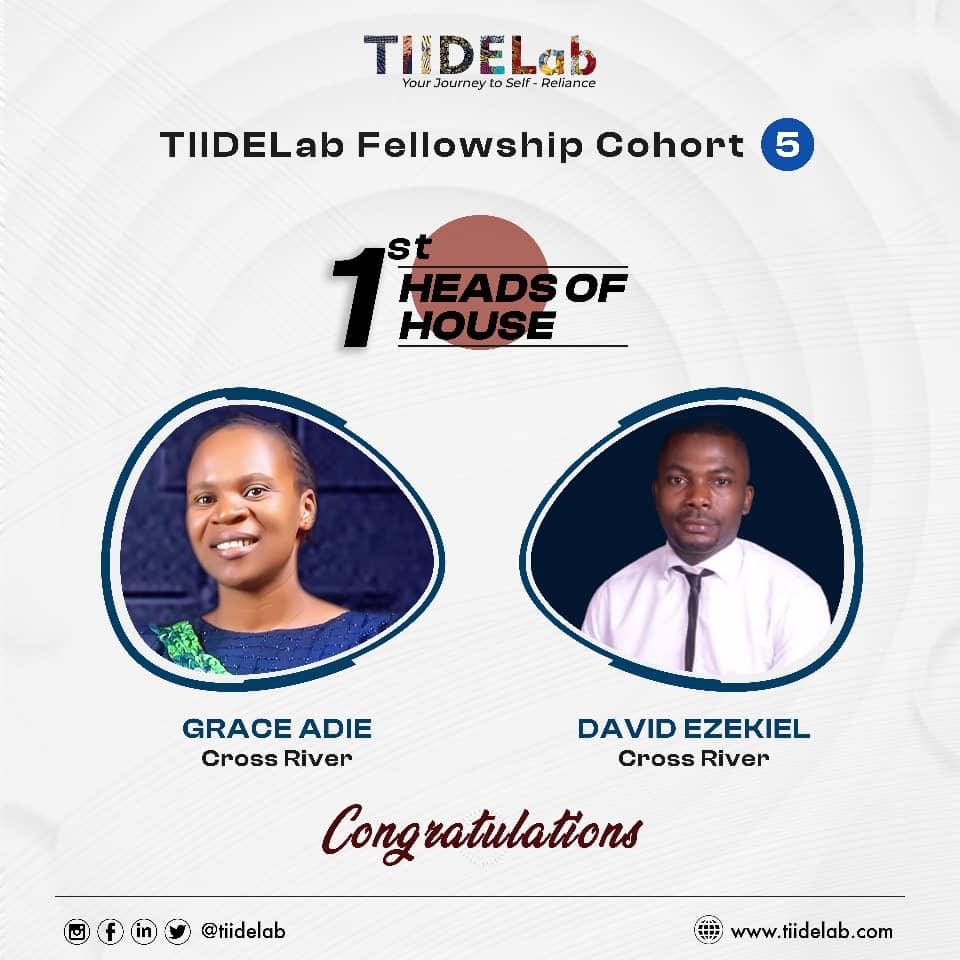 TIIDELab
Your Journey to Self - Reliance
TIIDELab Fellowship Cohort 5
1st
HEADS OF
HOUSE
GRACE ADIE
Cross River
DAVID EZEKIEL
Cross River
Congratulations
@tiidelab
www.tiidelab.com